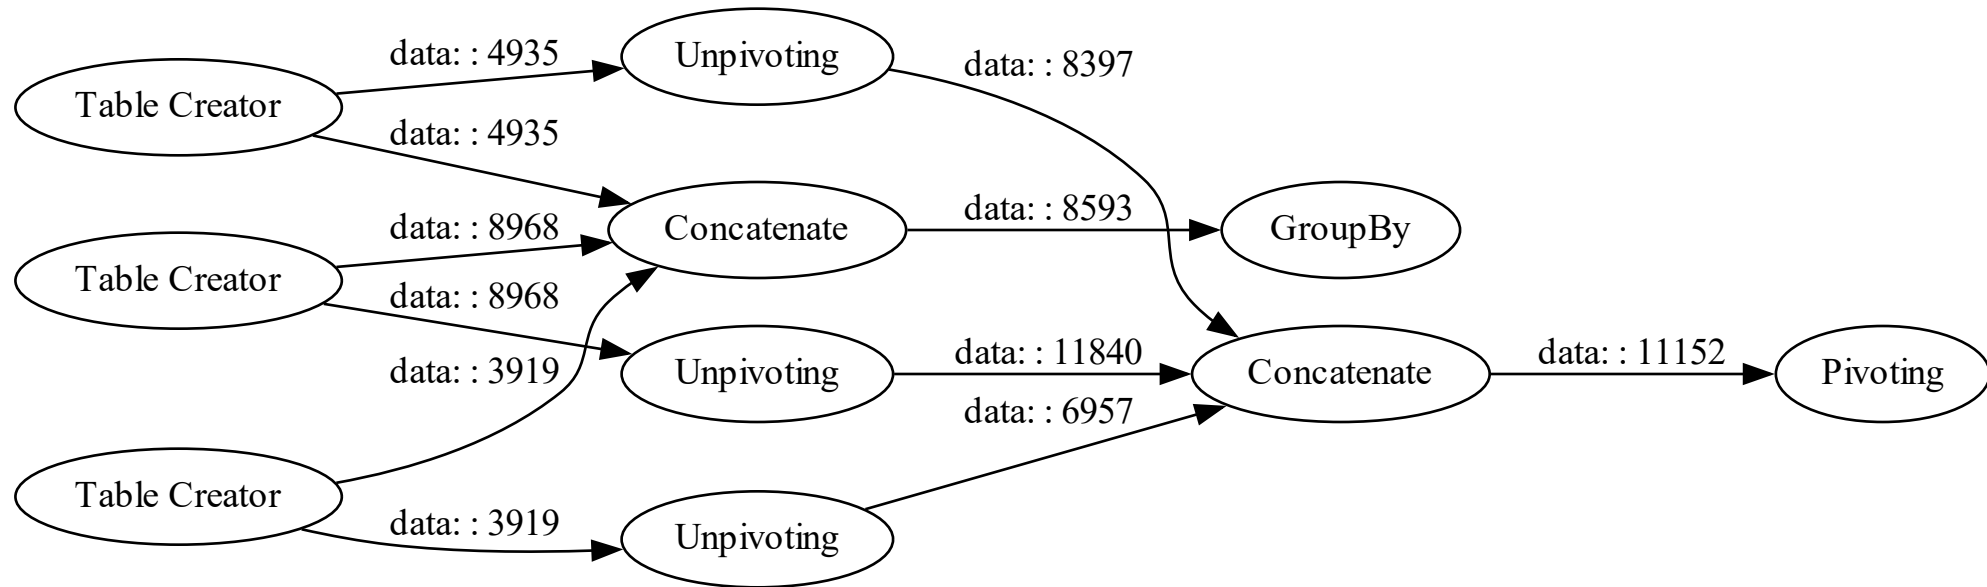 data: : 4935
Unpivoting
data: : 8397
Table Creator
data: : 4935
data: : 8968
Concatenate
data: : 8593
GroupBy
Table Creator
data: : 8968
data: : 3919
Unpivoting
data: : 11840
Concatenate
data: : 11152
Pivoting
data: : 6957
Table Creator
data: : 3919
Unpivoting